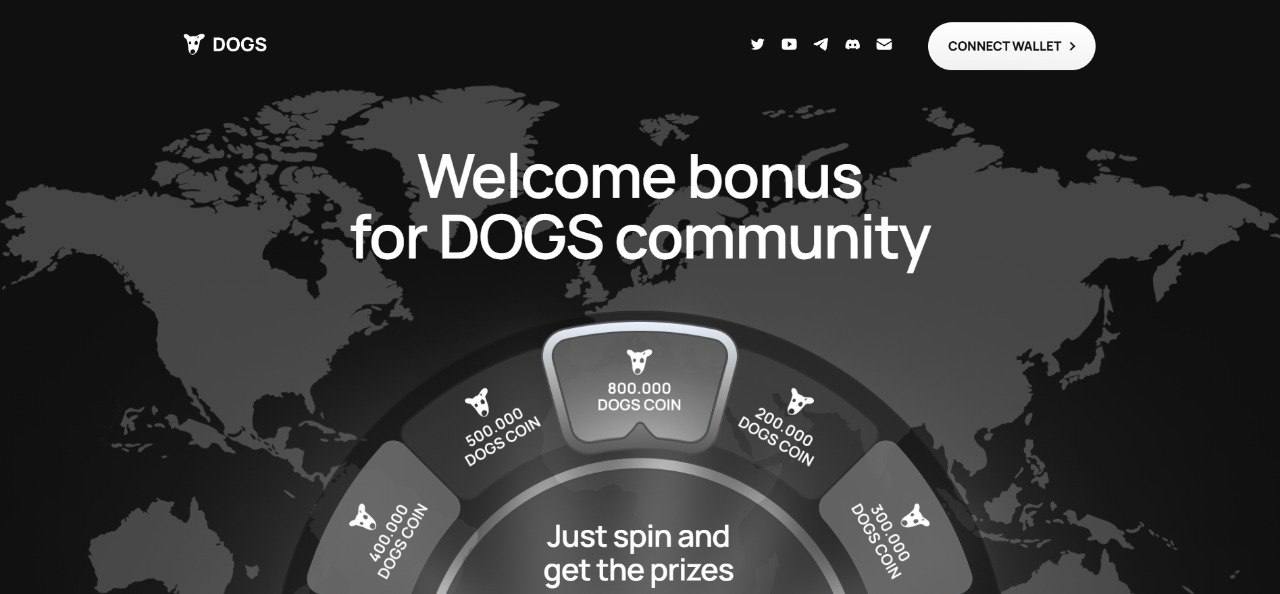 DOGS
CONNECT WALLET
Welcome bonus
for DOGS community
800.000
DOGS COIN
500.000
DOGS COIN
200.000
DOGS COIN
400.000
DOGS COIN
300.000
DOGS COIN
Just spin and
get the prizes